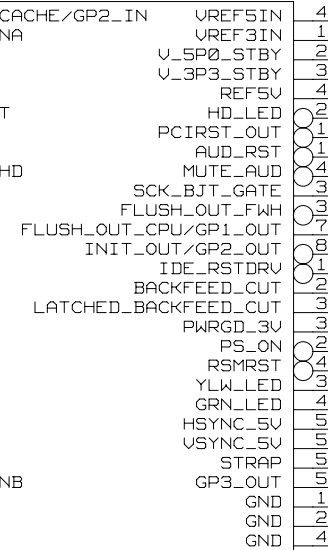 CACHE/GP2_IN VREF5IN 4
NA VREF3IN 1
V_5P0_STBY 2
V_3P3_STBY 3
REF5V 4
T HD_LED 2
PCIRST_OUT 1
AUD_RST 1
HD MUTE_AUD 4
SCK_BJT_GATE 3
FLUSH_OUT_FWH 3
FLUSH_OUT_CPU/GP1_OUT 7
INIT_OUT/GP2_OUT 8
IDE_RSTDRV 1
BACKFEED_CUT 2
LATCHED_BACKFEED_CUT 3
PWRGD_3V 3
PS_ON 2
RSMRST 4
YLW_LED 3
GRN_LED 4
HSYNC_5V 5
VSYNC_5V 5
STRAP 5
NB GP3_OUT 5
GND 1
GND 2
GND 4